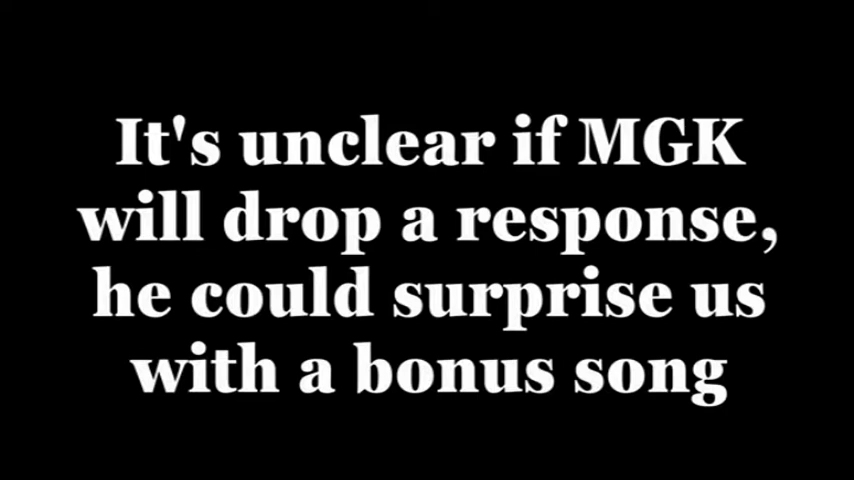 It's unclear if MGK
will drop a response,
he could surprise us
with a bonus song